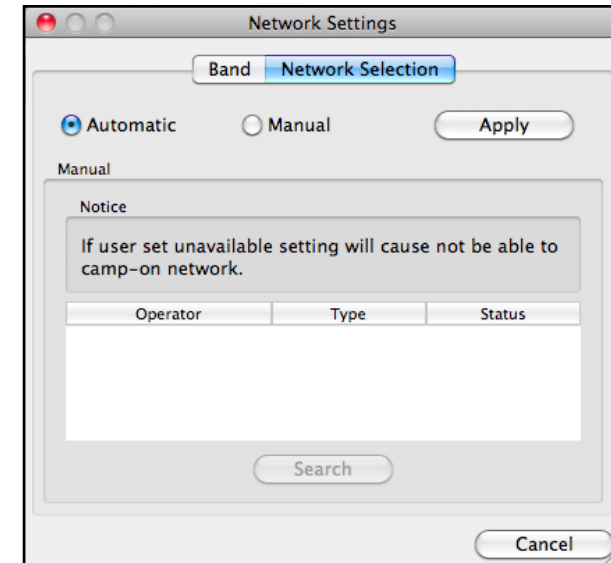 Network Settings
Band Network Selection
Automatic Manual Apply
Manual
Notice
If user set unavailable setting will cause not be able to
camp-on network.
Operator Type Status
Search
Cancel